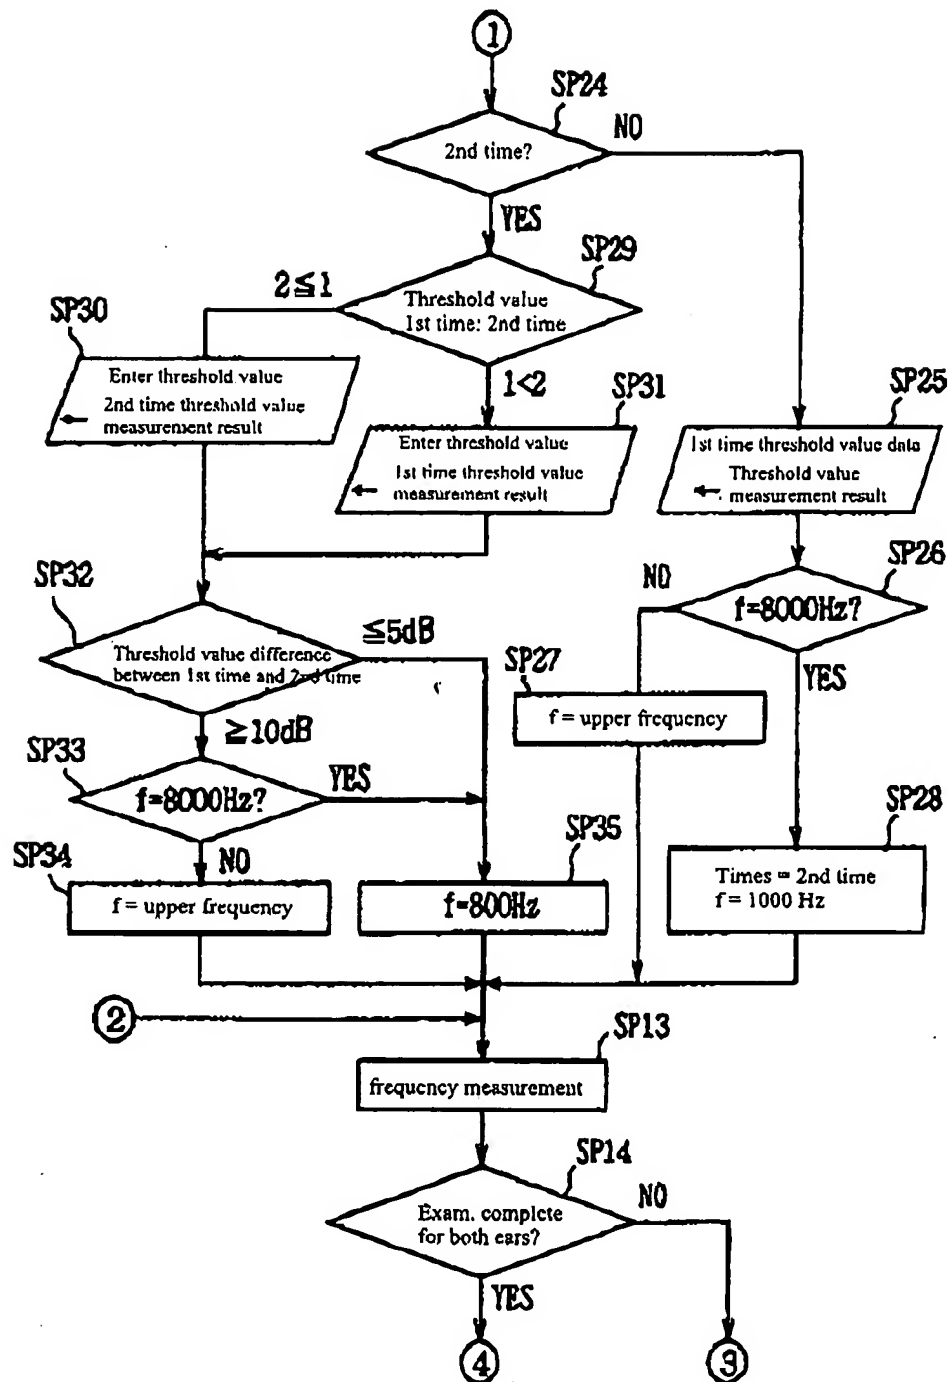 1
SP24
NO
2nd time?
YES
SP29
2≦1
Threshold value
1st time: 2nd time
SP30
Enter threshold value
← 2nd time threshold value
measurement result
1<2
SP31
Enter threshold value
1st time threshold value
← measurement result
SP25
1st time threshold value data
Threshold value
← measurement result
SP26
NO
f=8000Hz?
YES
SP32
≦5dB
Threshold value difference
between 1st time and 2nd time
≧10dB
SP27
f = upper frequency
SP33
YES
f=8000Hz?
NO
SP28
Times = 2nd time
f = 1000 Hz
SP34
f = upper frequency
SP35
f=800Hz
2
SP13
frequency measurement
SP14
NO
Exam. complete
for both ears?
YES
4
3